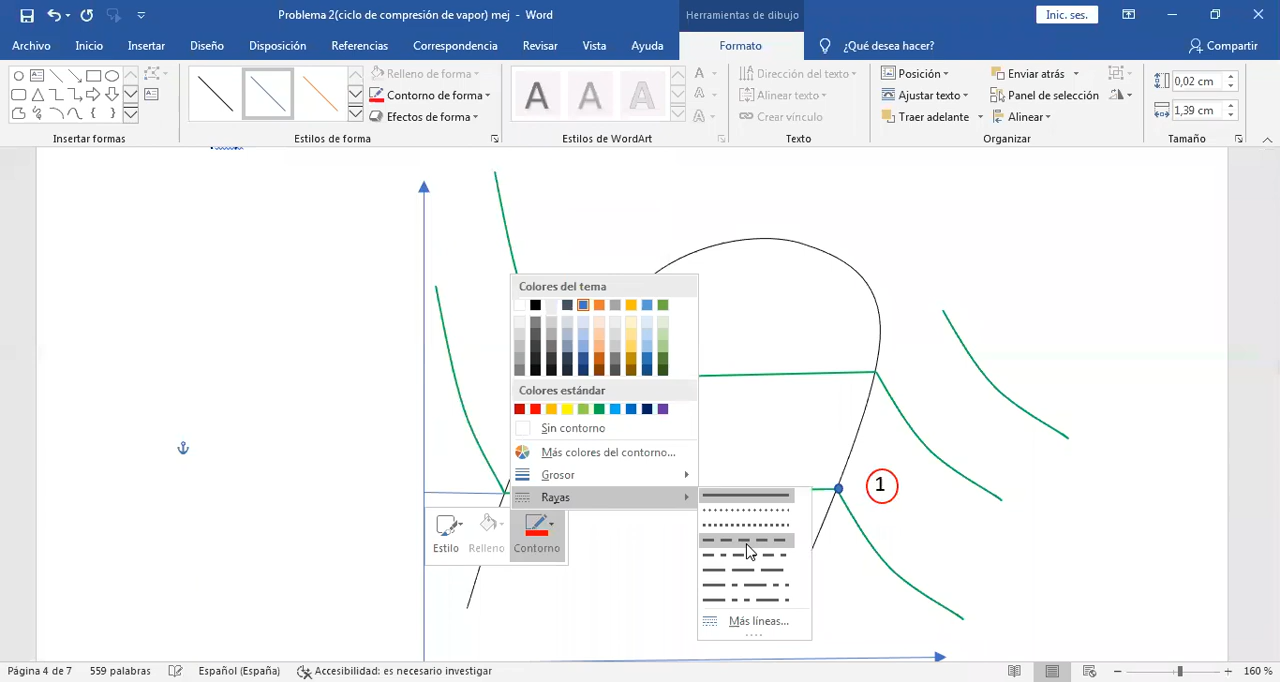 Problema 2(ciclo de compresión de vapor) mej - Word
Herramientas de dibujo
Inic. ses.
Archivo Inicio Insertar Diseño Disposición Referencias Correspondencia Revisar Vista Ayuda Formato ¿Qué desea hacer? Compartir
Relleno de forma
Contorno de forma
Efectos de forma
A A A
A
A
A
Dirección del texto
Alinear texto
Crear vínculo
Posición
Ajustar texto
Traer adelante
Enviar atrás
Panel de selección
Alinear
0,02 cm
1,39 cm
Insertar formas Estilos de forma Estilos de WordArt Texto Organizar Tamaño
Colores del tema
Colores estándar
Sin contorno
Más colores del contorno...
Grosor
Rayas
Más líneas...
Estilo Relleno Contorno
1
Página 4 de 7 559 palabras Español (España) Accesibilidad: es necesario investigar 160 %